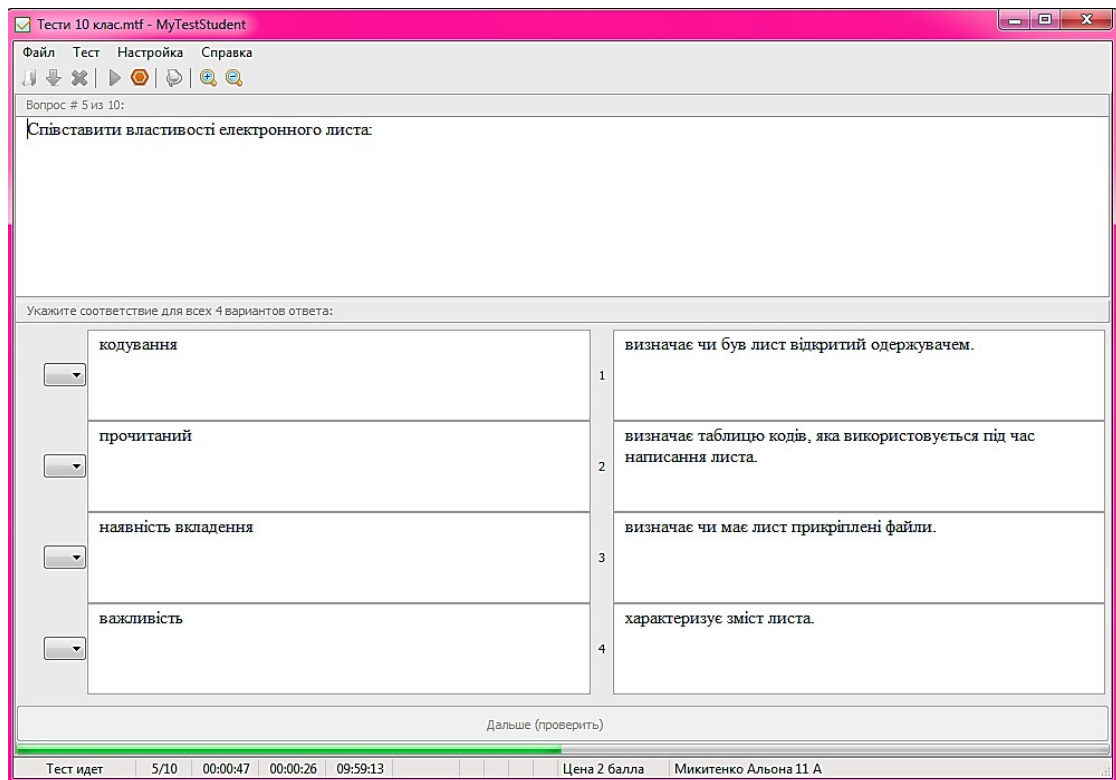 Тести 10 клас.mtf - MyTestStudent
Файл Тест Настройка Справка
Вопрос # 5 из 10:
Співставити властивості електронного листа:
Укажите соответствие для всех 4 вариантов ответа:
кодування
1
визначає чи був лист відкритий одержувачем.
прочитаний
2
визначає таблицю кодів, яка використовується під час
написання листа.
наявність вкладення
3
визначає чи має лист прикріплені файли.
важливість
4
характеризує зміст листа.
Дальше (проверить)
Тест идет 5/10 00:00:47 00:00:26 09:59:13 Цена 2 балла Микитенко Альона 11 А